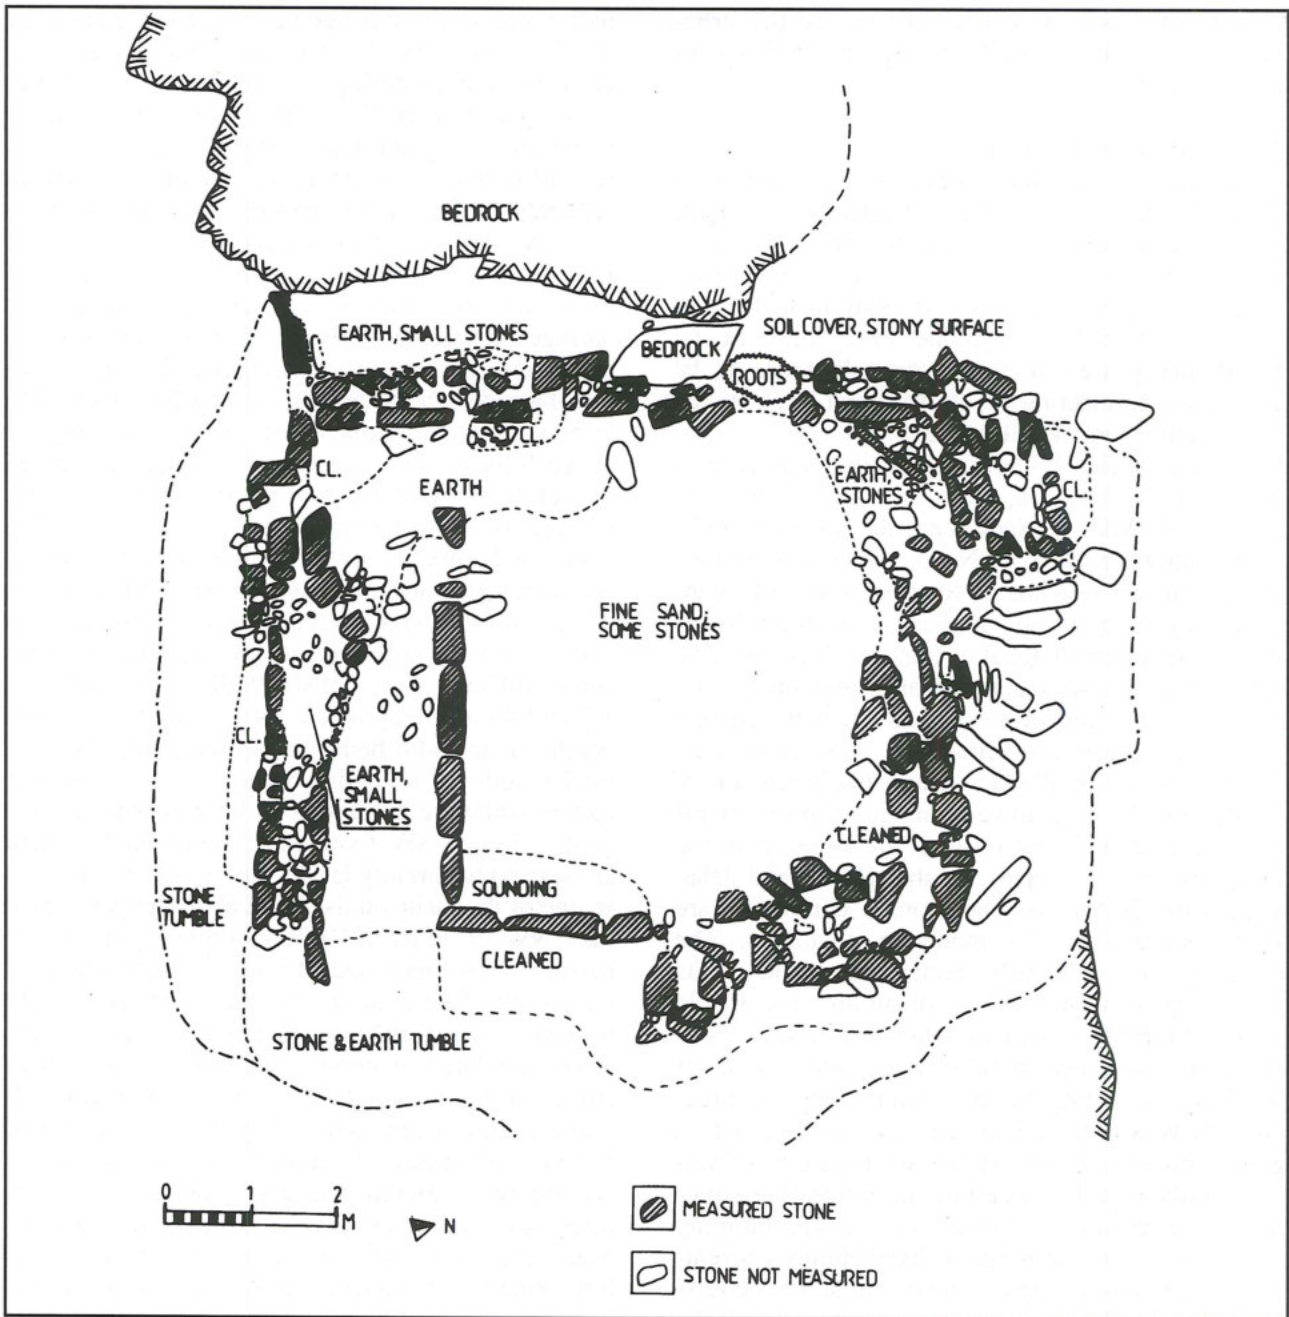 BEDROCK
EARTH, SMALL STONES
SOIL COVER, STONY SURFACE
BEDROCK
ROOTS
CL.
CL.
EARTH
EARTH,
STONES
CL.
C
FINE SAND;
SOME STONES
CL.
EARTH,
SMALL
STONES
CLEANED
STONE
TUMBLE
SOUNDING
CLEANED
STONE & EARTH TUMBLE
0 1 2
M
N
MEASURED STONE
STONE NOT MEASURED